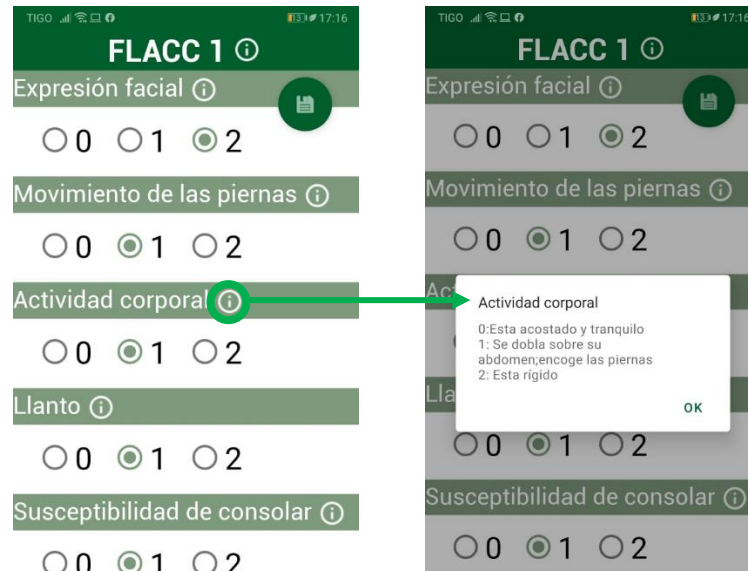 TIGO 17:16
FLACC 1
Expresión facial
0 1 2
Movimiento de las piernas
0 1 2
Actividad corporal
0 1 2
Llanto
0 1 2
Susceptibilidad de consolar
0 1 2
TIGO 17:16
FLACC 1
Expresión facial
0 1 2
Movimiento de las piernas
0 1 2
Act
Actividad corporal
0:Esta acostado y tranquilo
1: Se dobla sobre su
abdomen;encoge las piernas
2: Esta rígido
OK
Lla
0 1 2
Susceptibilidad de consolar
0 1 2